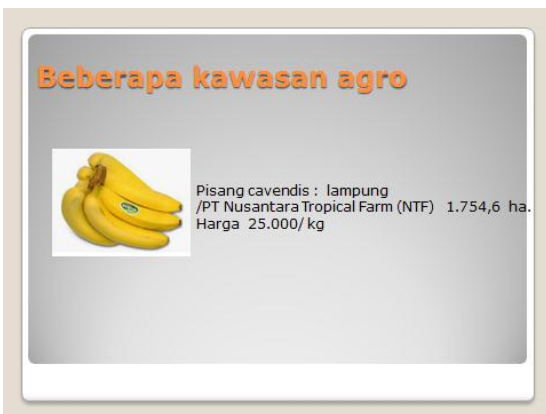 Beberapa kawasan agro
Pisang cavendis : lampung
/PT Nusantara Tropical Farm (NTF) 1.754,6 ha.
Harga 25.000/ kg